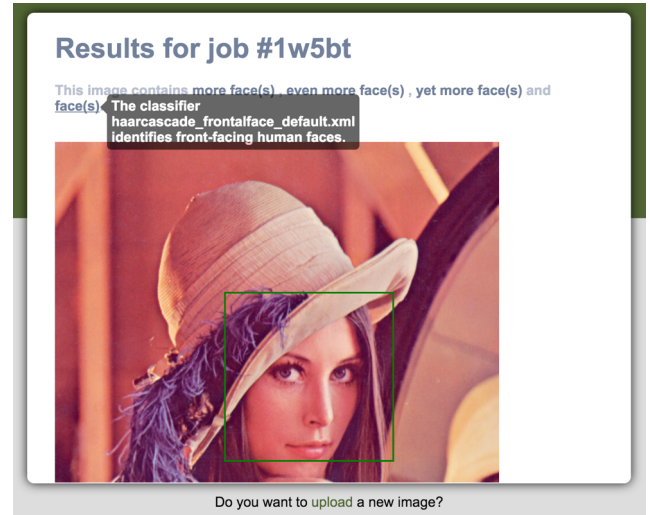 Results for job #1w5bt
This image contains more face(s) , even more face(s) , yet more face(s) and
face(s)
The classifier
haarcascade_frontalface_default.xml
identifies front-facing human faces.
Do you want to upload a new image?